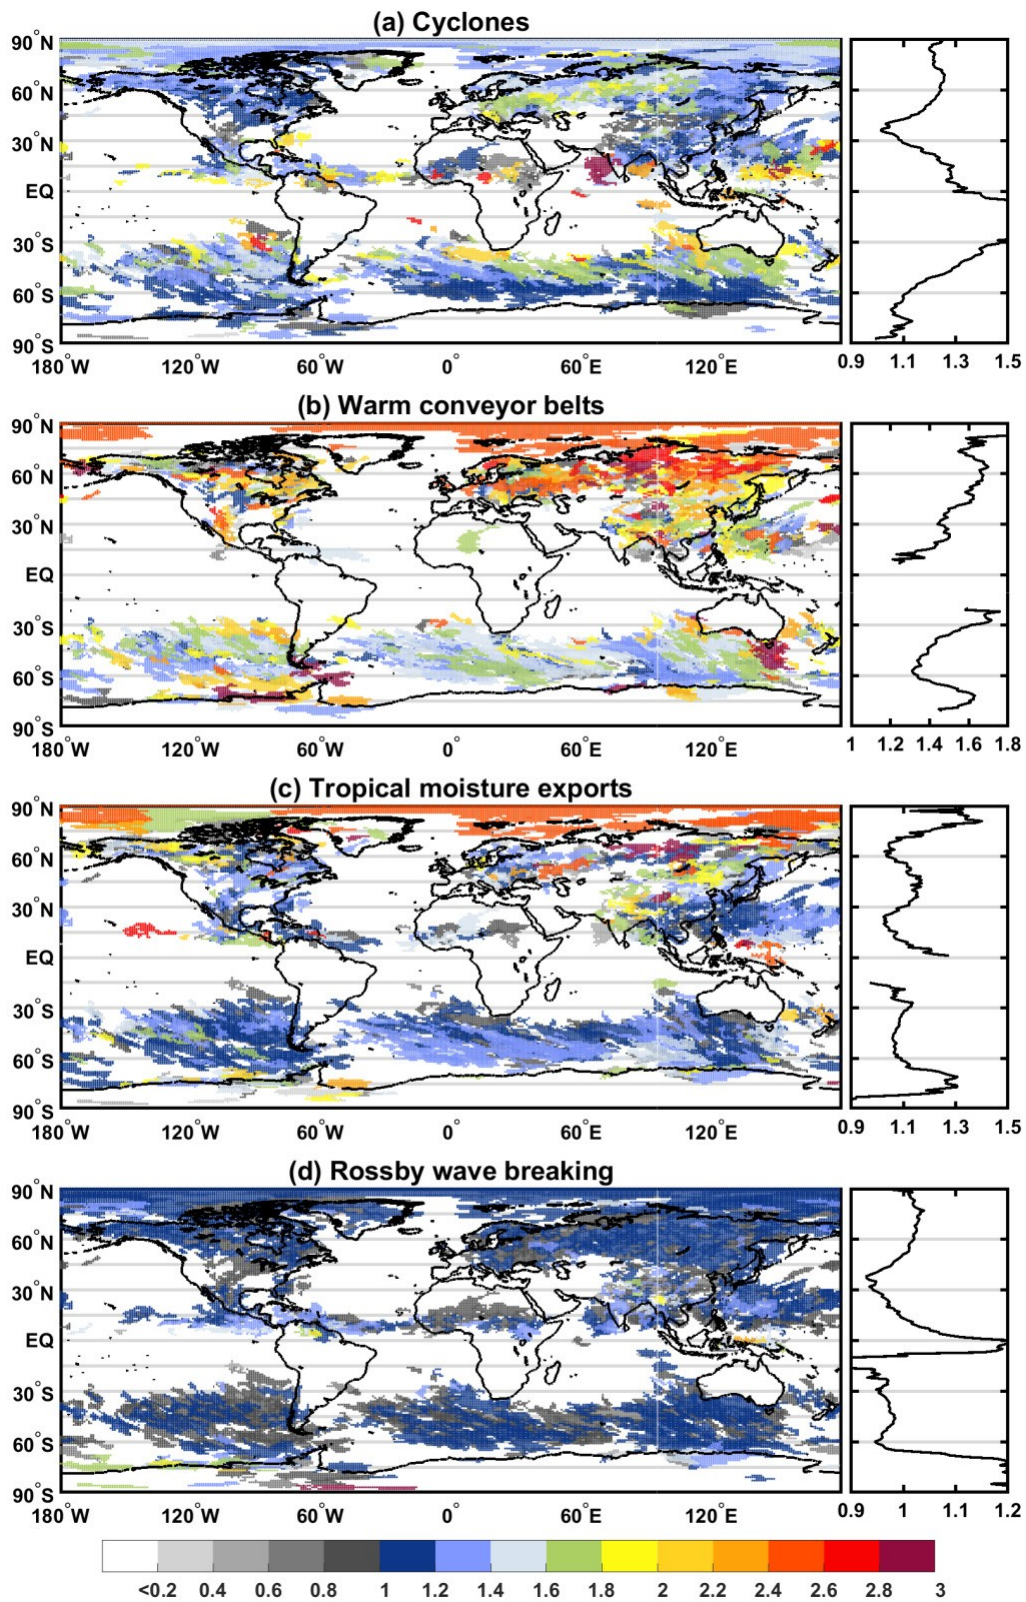 (a) Cyclones
90°N
60°N
30°N
EQ
30°S
60°S
90°S
180°W 120°W 60°W 0° 60°E 120°E
0.9 1.1 1.3 1.5
(b) Warm conveyor belts
90°N
60°N
30°N
EQ
30°S
60°S
90°S
180°W 120°W 60°W 0° 60°E 120°E
1 1.2 1.4 1.6 1.8
(c) Tropical moisture exports
90°N
60°N
30°N
EQ
30°S
60°S
90°S
180°W 120°W 60°W 0° 60°E 120°E
0.9 1.1 1.3 1.5
(d) Rossby wave breaking
90°N
60°N
30°N
EQ
30°S
60°S
90°S
180°W 120°W 60°W 0° 60°E 120°E
0.9 1 1.1 1.2
<0.2 0.4 0.6 0.8 1 1.2 1.4 1.6 1.8 2 2.2 2.4 2.6 2.8 3